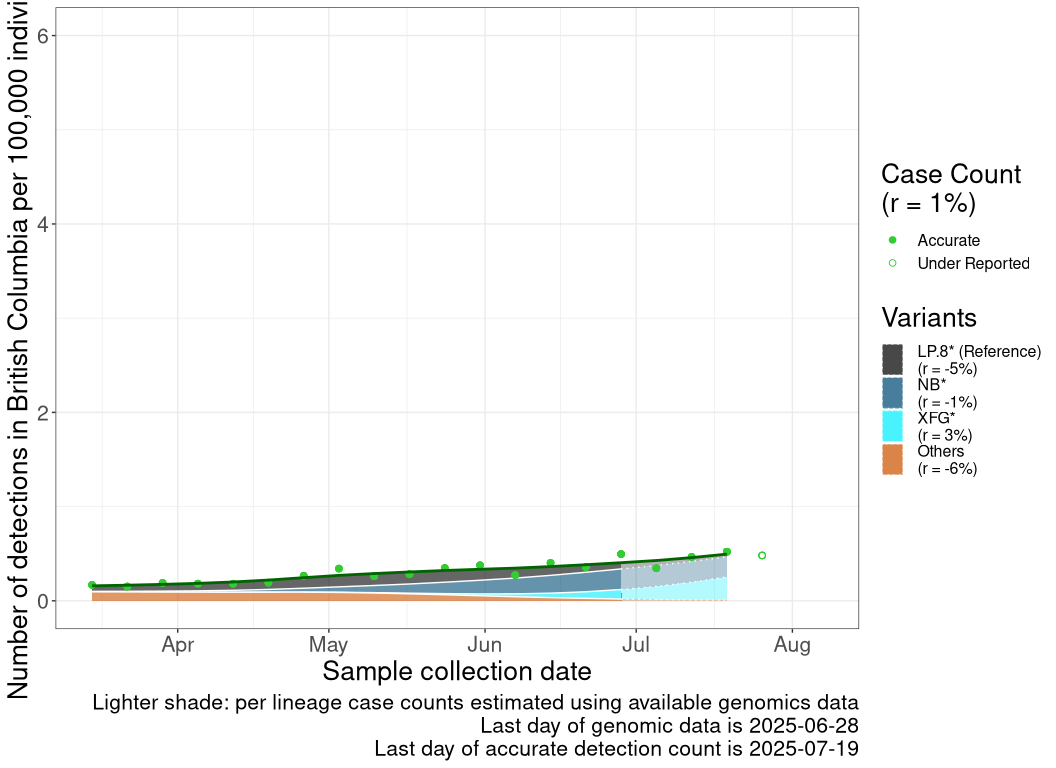 Number of detections in British Columbia per 100,000
6
4
2
0
Apr
May
Jun
Jul
Aug
Sample collection date
Lighter shade: per lineage case counts estimated using available genomics data
Last day of genomic data is 2025-06-28
Last day of accurate detection count is 2025-07-19
Case Count
(r = 1%)
Accurate
Under Reported
Variants
LP.8* (Reference)
(r = -5%)
NB*
(r = -1%)
XFG*
(r = 3%)
Others
(r = -6%)